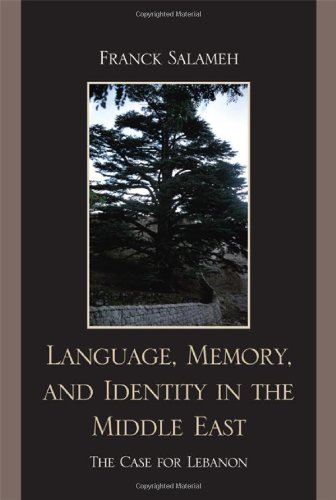 FRANCK SALAMEH
LANGUAGE, MEMORY,
AND IDENTITY IN THE
MIDDLE EAST
THE CASE FOR LEBANON